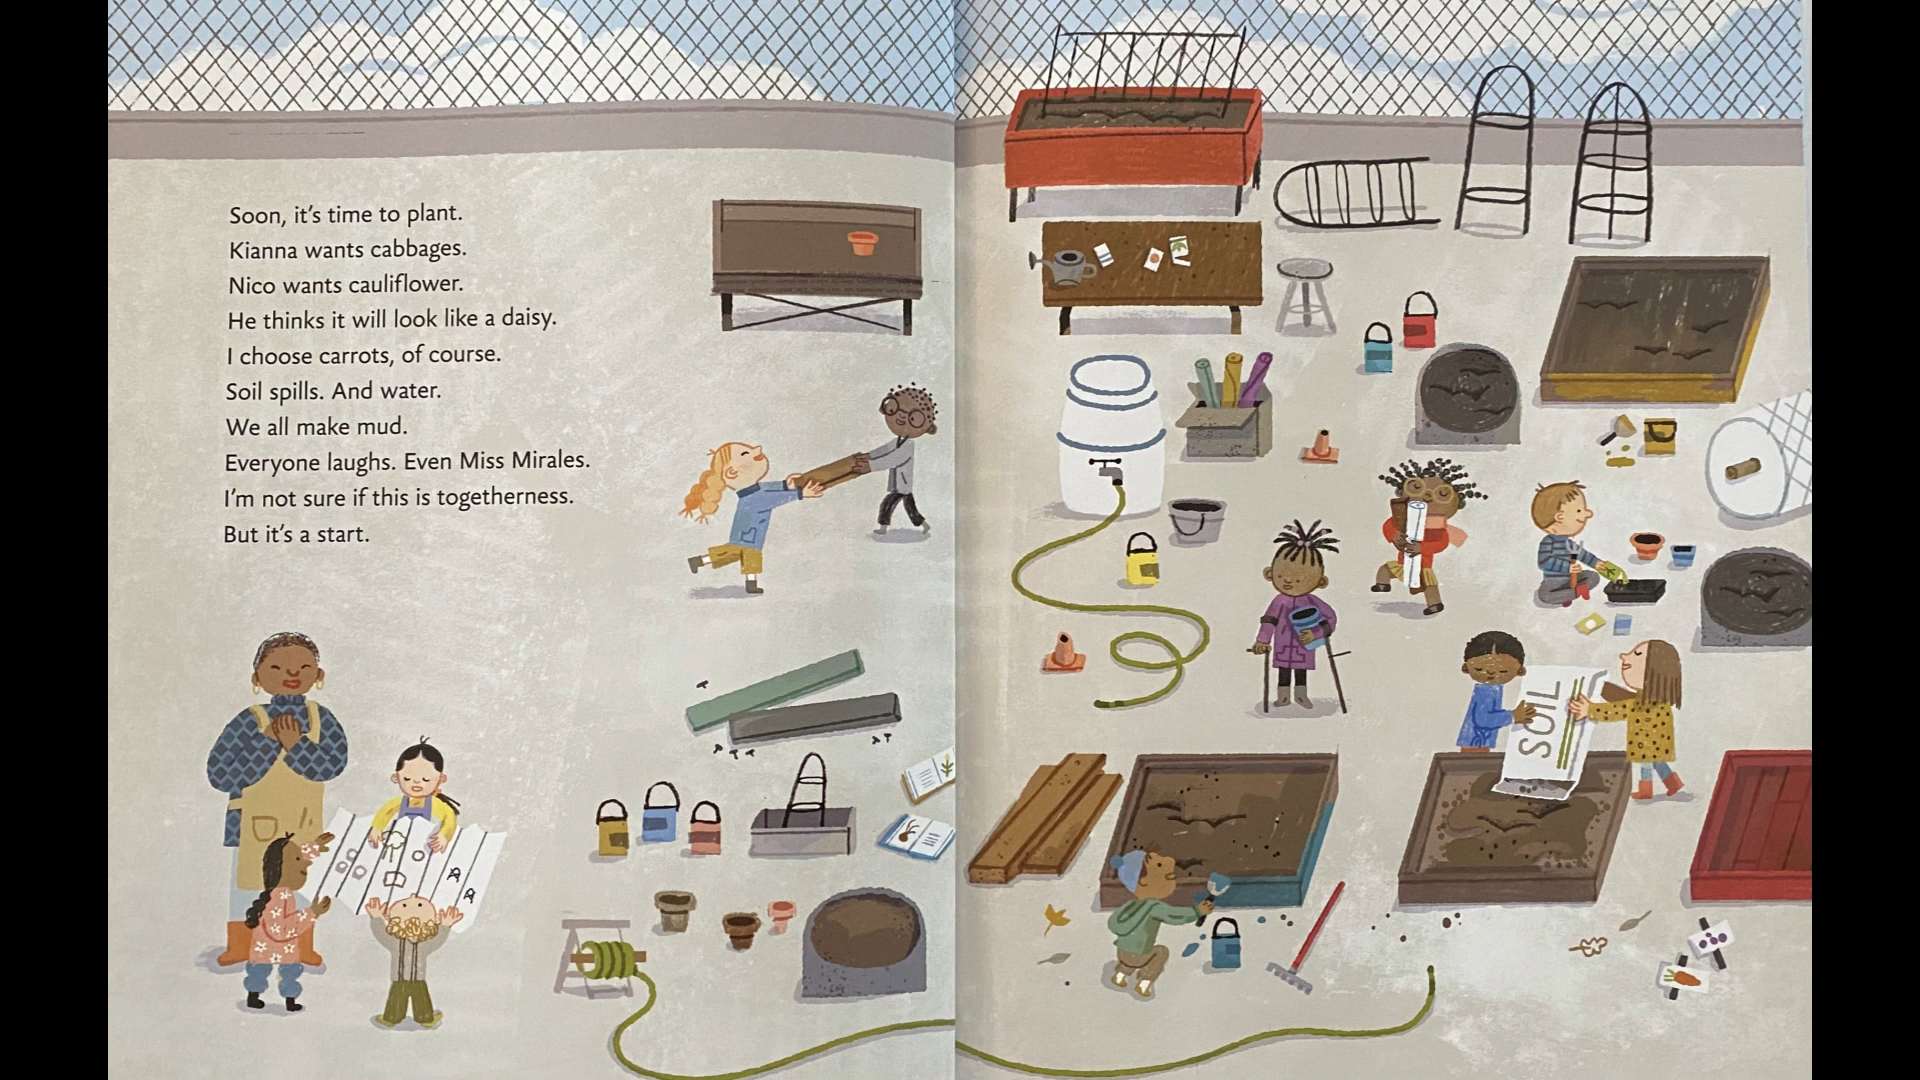 Soon, it's time to plant.
Kianna wants cabbages.
Nico wants cauliflower.
He thinks it will look like a daisy.
I choose carrots, of course.
Soil spills. And water.
We all make mud.
Everyone laughs. Even Miss Mirales.
I'm not sure if this is togetherness.
But it's a start.
SOIL